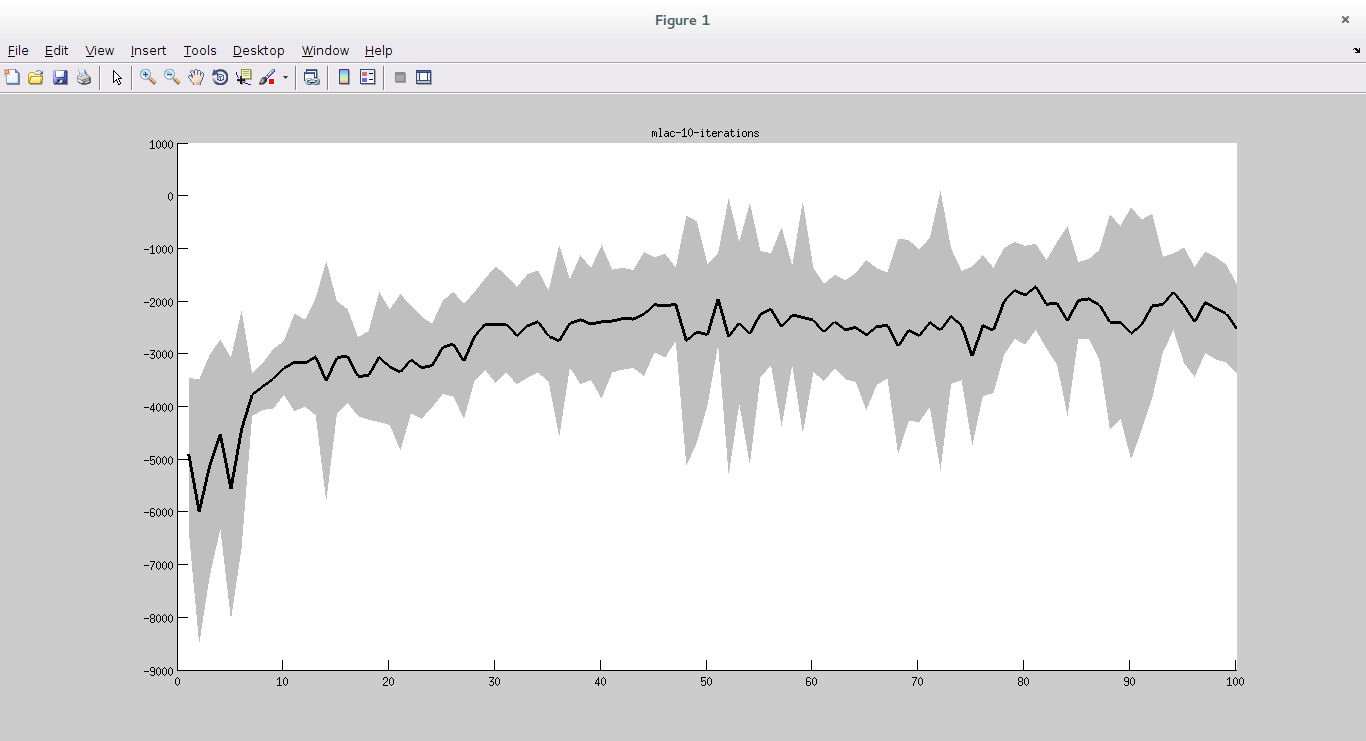 Figure 1
File Edit View Insert Tools Desktop Window Help
mlac-10-iterations
1000
0
-1000
-2000
-3000
-4000
-5000
-6000
-7000
-8000
-9000
0 10 20 30 40 50 60 70 80 90 100